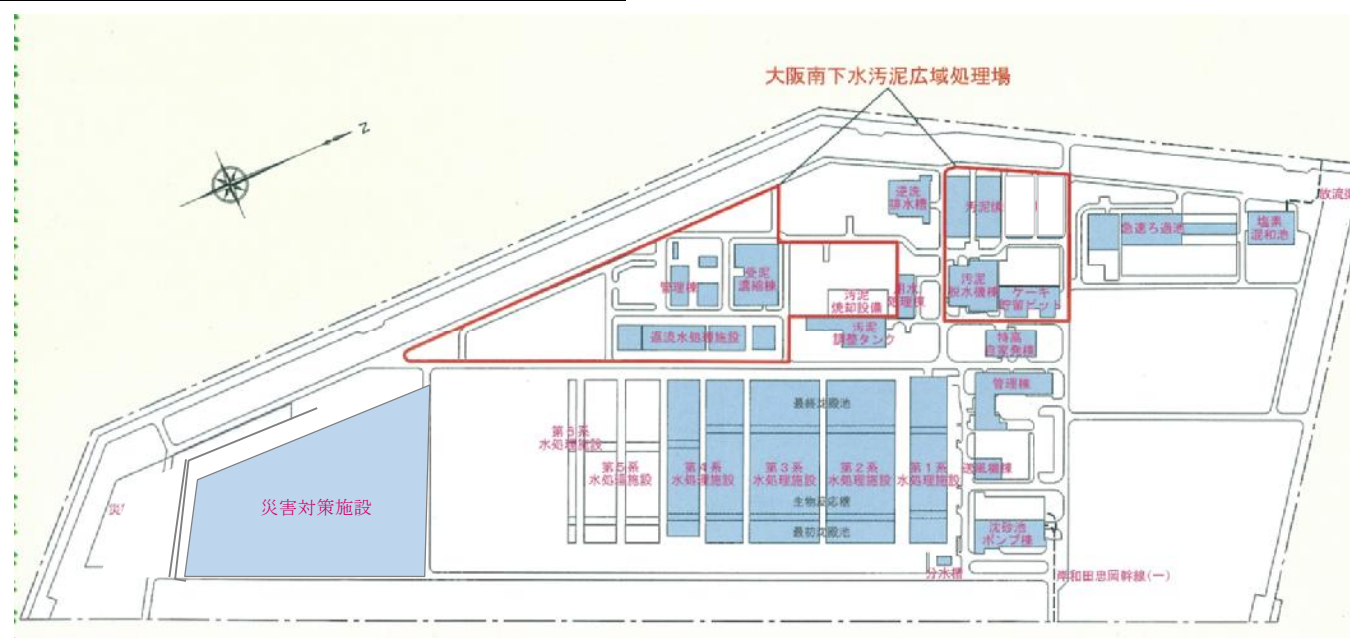 大阪南下水汚泥広域処理場
Z
逆洗
排水槽
汚泥
塩素
混和池
急速ろ過池
放流
受泥
濃縮棟
管理棟
汚泥
焼却設備
処理棟
汚泥
脱水機棟
ケーキ
貯留ピット
返流水処理施設
汚泥
調整タンク
特高
自家発棟
管理棟
最終沈殿池
第6系
水処理施設
第5系
水処理施設
第4系
水処理施設
第3系
水処理施設
第2系
水処理施設
第1系
水処理施設
送風機棟
災害対策施設
生物反応槽
最初沈殿池
沈砂池
ポンプ棟
分水槽
岸和田忠岡幹線(一)